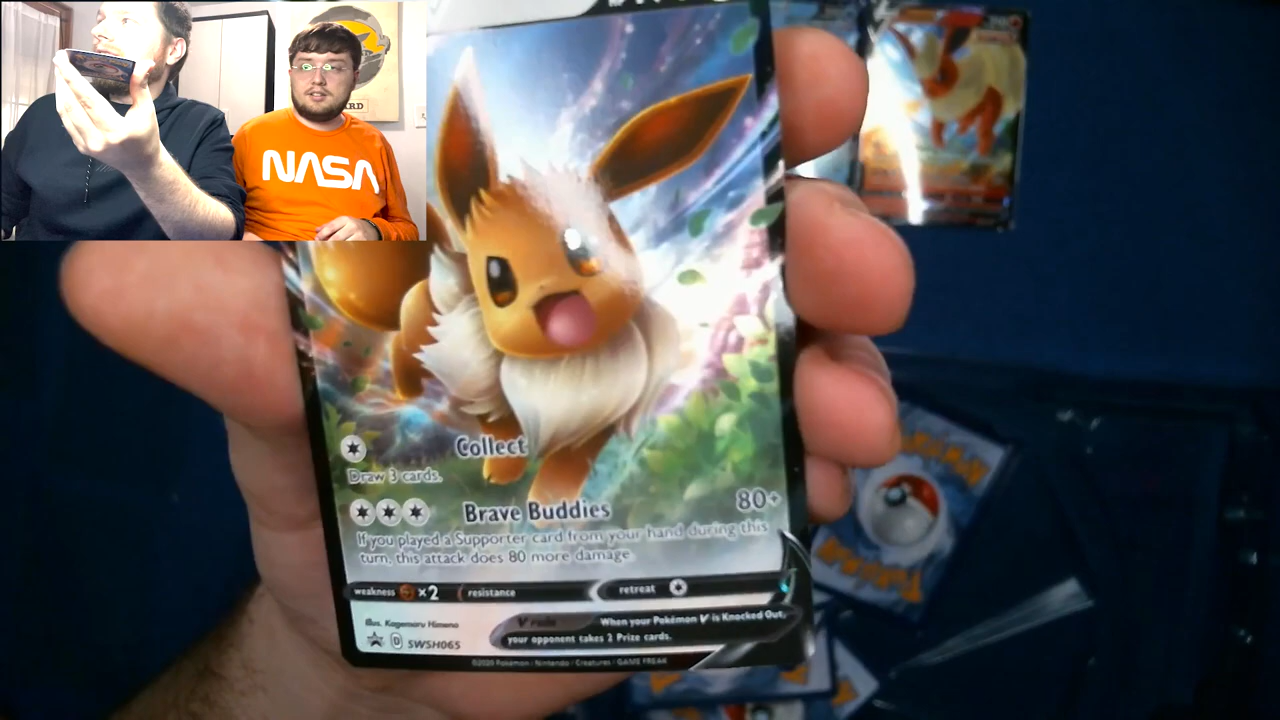 NASA
Collect
Draw 3 cards.
Brave Buddies 80+
If you played a Supporter card from your hand during this
turn, this attack does 80 more damage.
weakness ×2 resistance retreat
Illus. Kagemaru Himeno
V rule When your Pokémon V is Knocked Out,
your opponent takes 2 Prize cards.
D SWSH065
©2020 Pokémon / Nintendo / Creatures / GAME FREAK